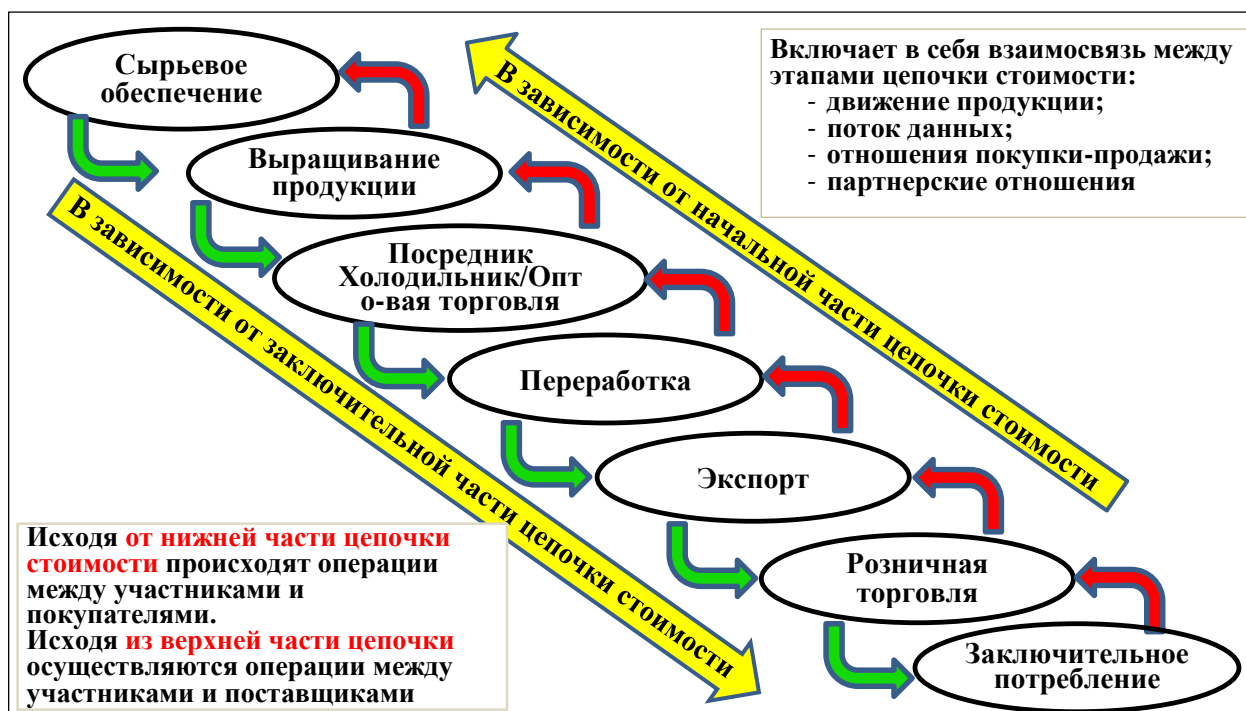 Сырьевое
обеспечение
Выращивание
продукции
Посредник
Холодильник/Опт
о-вая торговля
Переработка
Экспорт
Розничная
торговля
Заключительное
потребление
В зависимости от начальной части цепочки стоимости
В зависимости от заключительной части цепочки стоимости
Включает в себя взаимосвязь между
этапами цепочки стоимости:
- движение продукции;
- поток данных;
- отношения покупки-продажи;
- партнерские отношения
Исходя от нижней части цепочки
стоимости происходят операции
между участниками и
покупателями.
Исходя из верхней части цепочки
осуществляются операции между
участниками и поставщиками